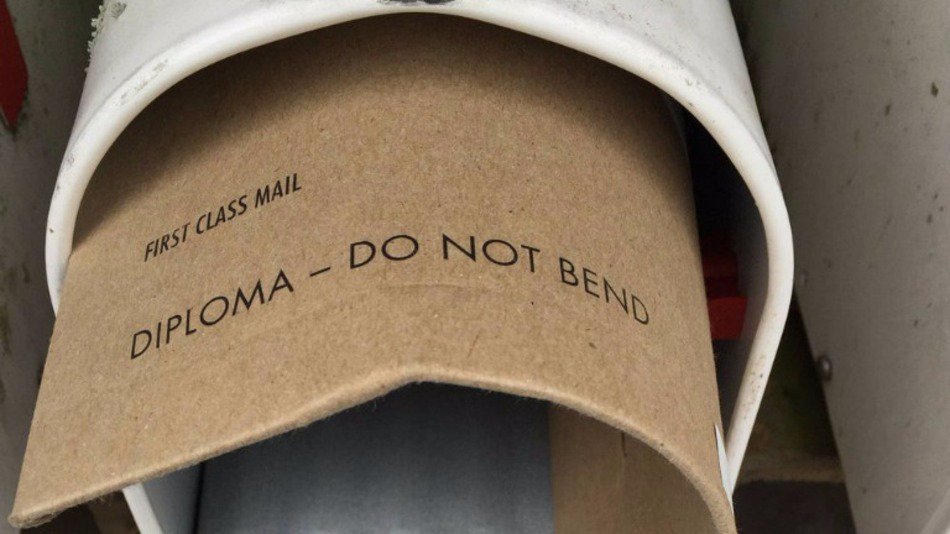 FIRST CLASS MAIL
DIPLOMA – DO NOT BEND